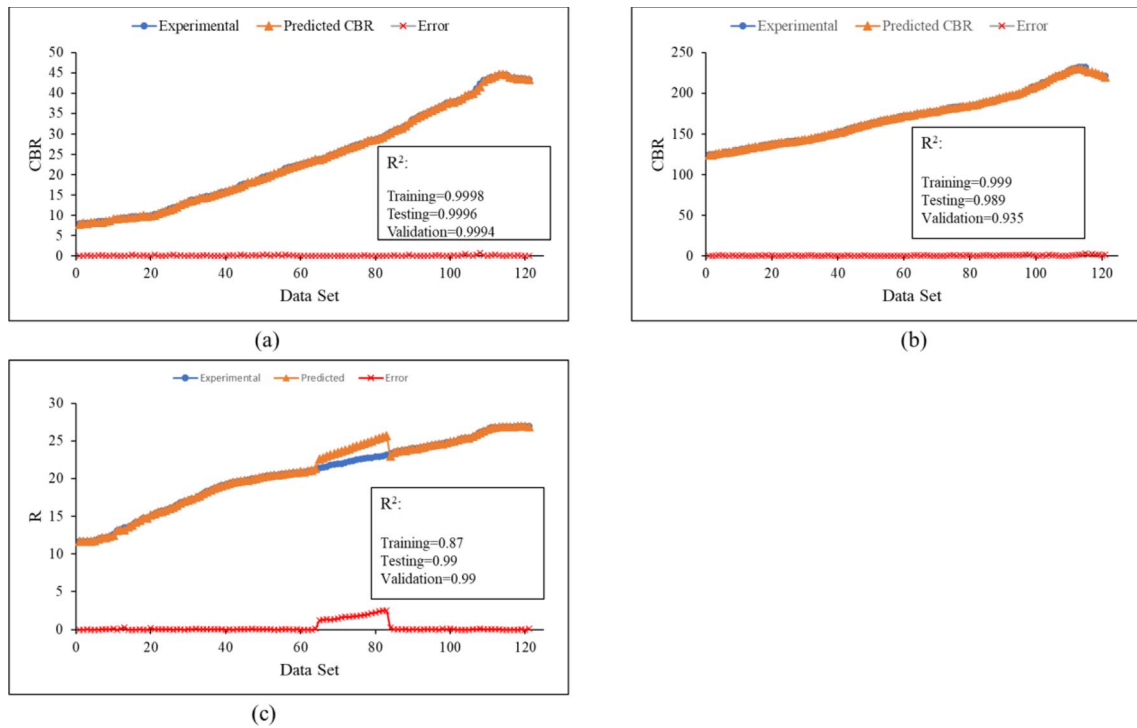 Experimental Predicted CBR Error
50
45
40
35
30
25
20
15
10
5
0
CBR
R²:
Training=0.9998
Testing=0.9996
Validation=0.9994
0 20 40 60 80 100 120
Data Set
(a)
Experimental Predicted CBR Error
250
200
150
100
50
0
CBR
R²:
Training=0.999
Testing=0.989
Validation=0.935
0 20 40 60 80 100 120
Data Set
(b)
Experimental Predicted Error
30
25
20
15
10
5
0
R
R²:
Training=0.87
Testing=0.99
Validation=0.99
0 20 40 60 80 100 120
Data Set
(c)